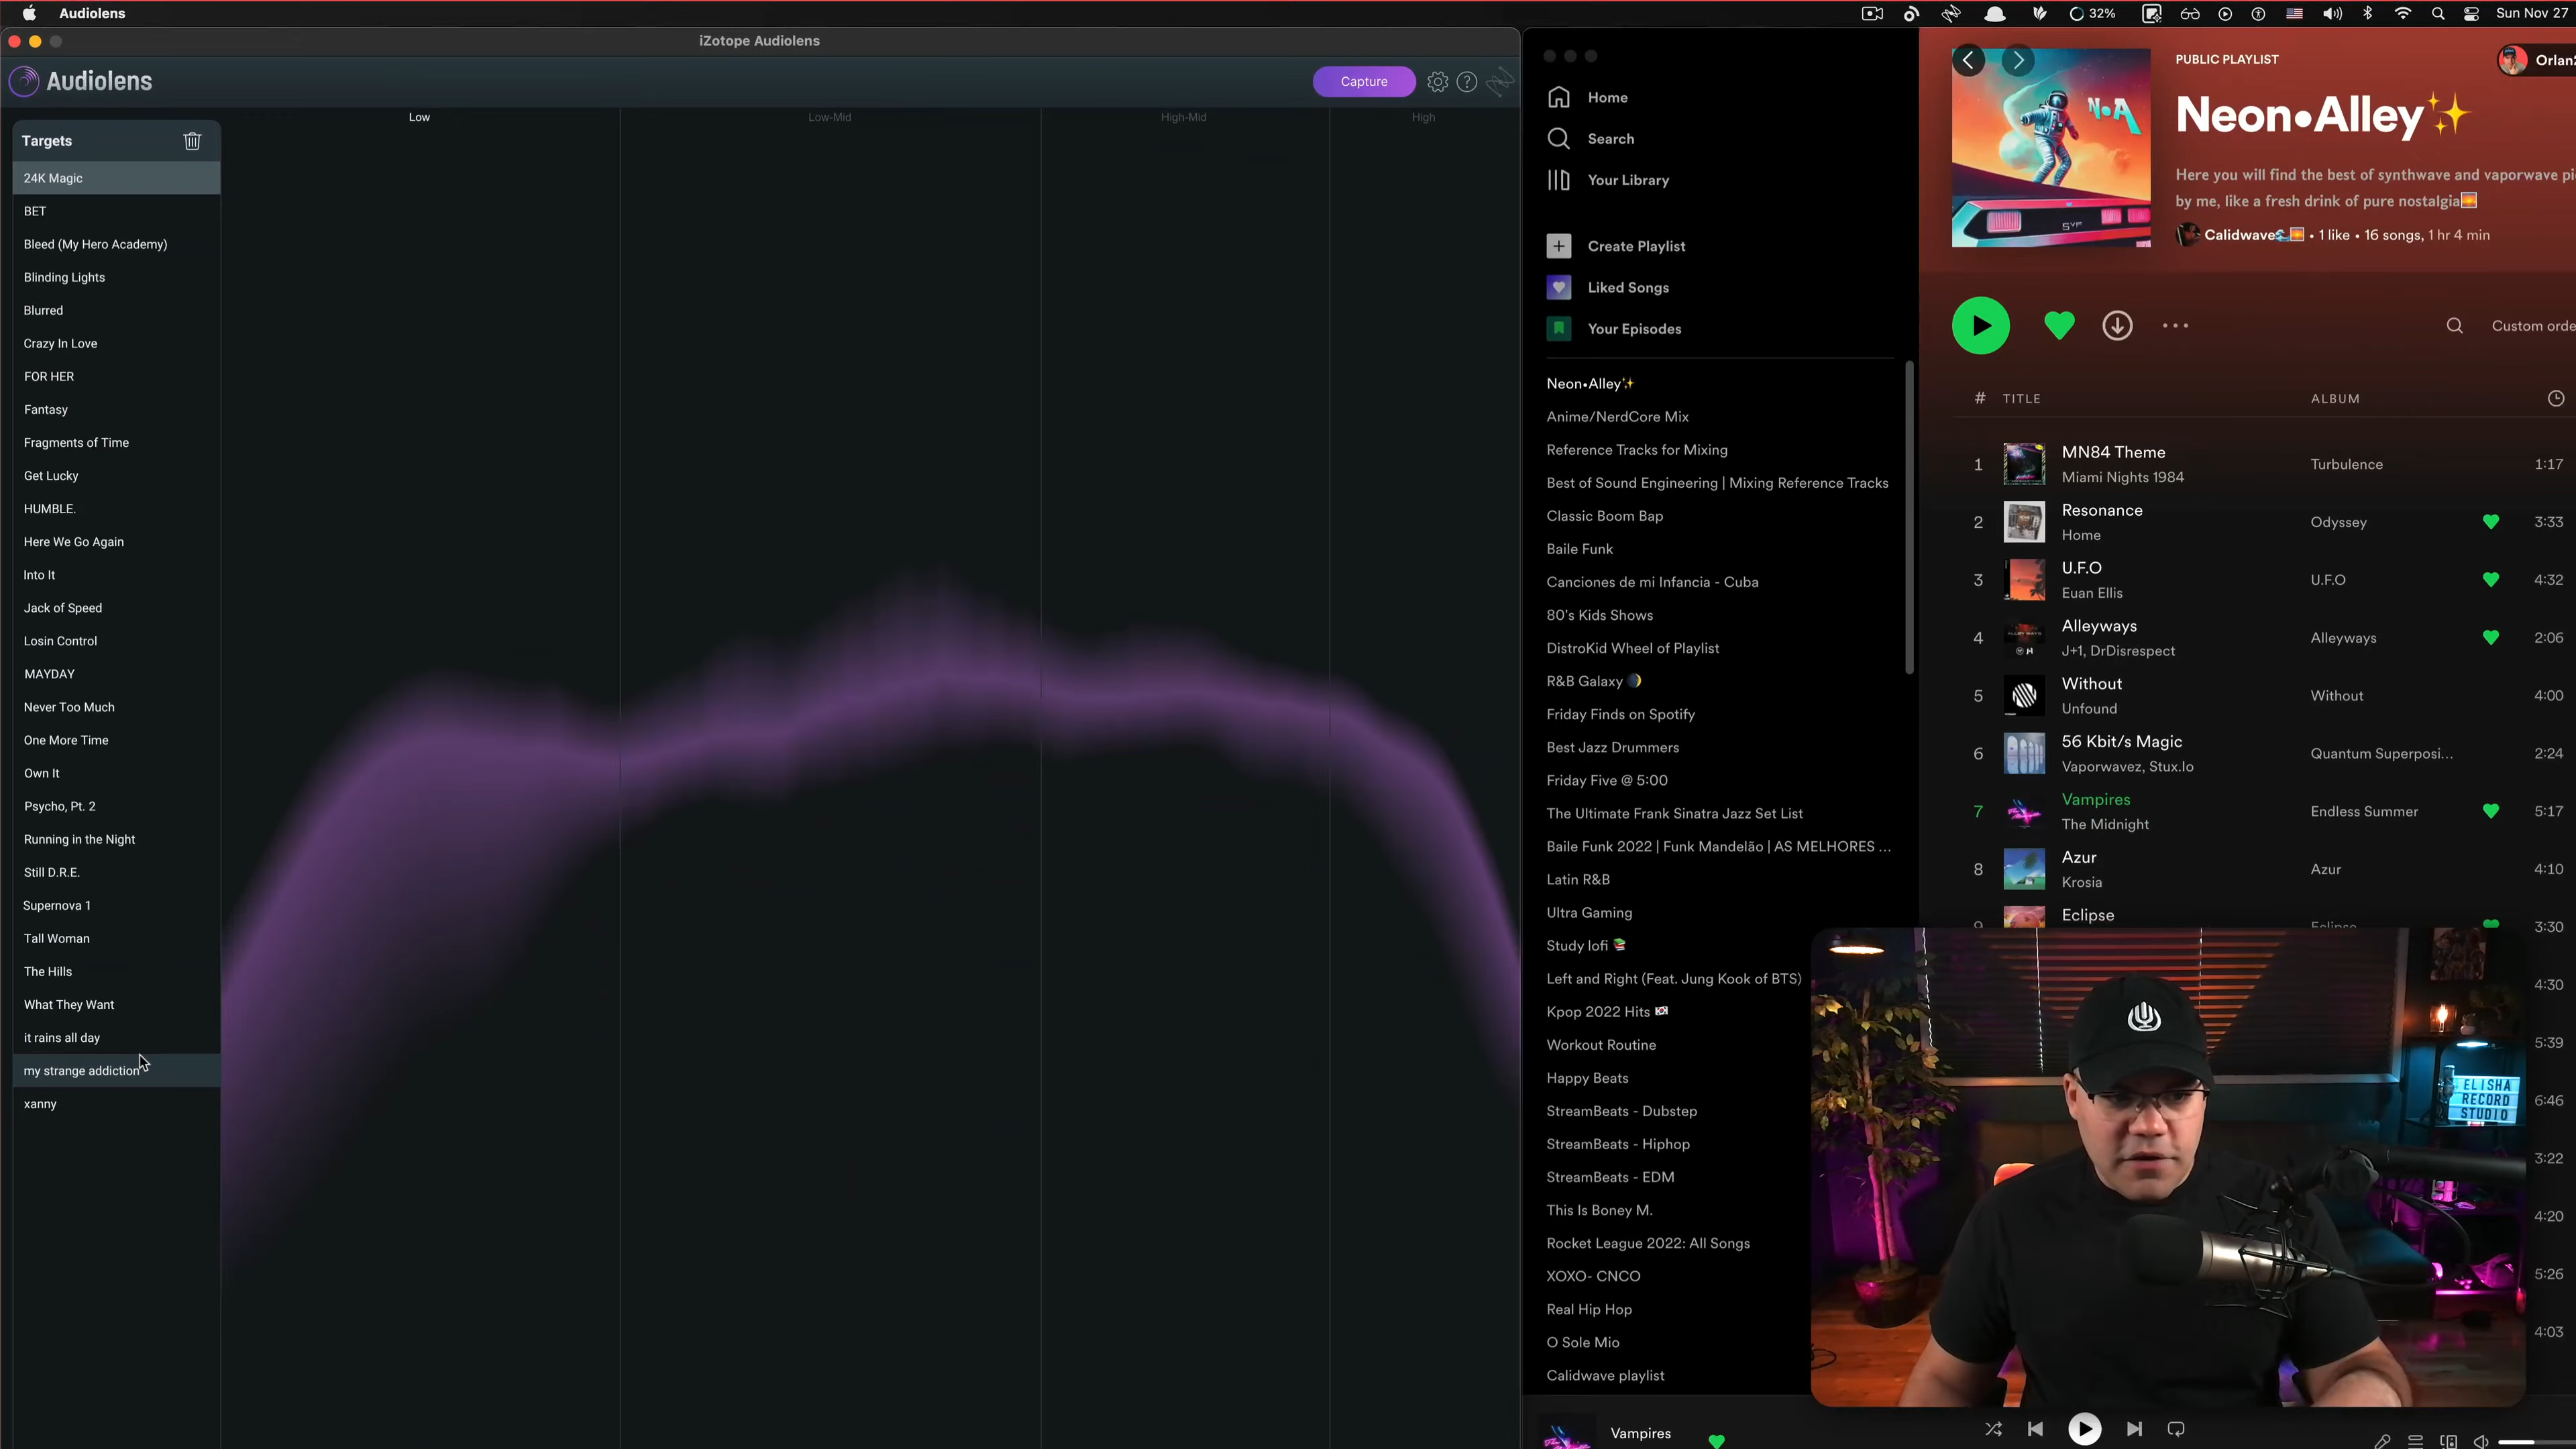 Audiolens
32%
Sun Nov 27
iZotope Audiolens
Audiolens
Capture
Low
Low-Mid
High-Mid
High
Targets
24K Magic
BET
Bleed (My Hero Academy)
Blinding Lights
Blurred
Crazy In Love
FOR HER
Fantasy
Fragments of Time
Get Lucky
HUMBLE.
Here We Go Again
Into It
Jack of Speed
Losin Control
MAYDAY
Never Too Much
One More Time
Own It
Psycho, Pt. 2
Running in the Night
Still D.R.E.
Supernova 1
Tall Woman
The Hills
What They Want
it rains all day
my strange addiction
xanny
Home
Search
Your Library
Create Playlist
Liked Songs
Your Episodes
Neon•Alley✨
Anime/NerdCore Mix
Reference Tracks for Mixing
Best of Sound Engineering | Mixing Reference Tracks
Classic Boom Bap
Baile Funk
Canciones de mi Infancia - Cuba
80's Kids Shows
DistroKid Wheel of Playlist
R&B Galaxy 🌒
Friday Finds on Spotify
Best Jazz Drummers
Friday Five @ 5:00
The Ultimate Frank Sinatra Jazz Set List
Baile Funk 2022 | Funk Mandelão | AS MELHORES ...
Latin R&B
Ultra Gaming
Study lofi 📚
Left and Right (Feat. Jung Kook of BTS)
Kpop 2022 Hits 🇰🇷
Workout Routine
Happy Beats
StreamBeats - Dubstep
StreamBeats - Hiphop
StreamBeats - EDM
This Is Boney M.
Rocket League 2022: All Songs
XOXO- CNCO
Real Hip Hop
O Sole Mio
Calidwave playlist
Vampires
PUBLIC PLAYLIST
N•A
Neon•Alley✨
Here you will find the best of synthwave and vaporwave pi
by me, like a fresh drink of pure nostalgia🌅
Calidwave🌊🌅 • 1 like • 16 songs, 1 hr 4 min
Custom orde
# TITLE ALBUM
1 MN84 Theme Turbulence 1:17
Miami Nights 1984
2 Resonance Odyssey 3:33
Home
3 U.F.O U.F.O 4:32
Euan Ellis
4 Alleyways Alleyways 2:06
J+1, DrDisrespect
5 Without Without 4:00
Unfound
6 56 Kbit/s Magic Quantum Superposi... 2:24
Vaporwavez, Stux.Io
7 Vampires Endless Summer 5:17
The Midnight
8 Azur Azur 4:10
Krosia
9 Eclipse Eclipse 3:30
4:30
5:39
6:46
3:22
4:20
5:26
4:03
ELISHA
RECORD
STUDIO